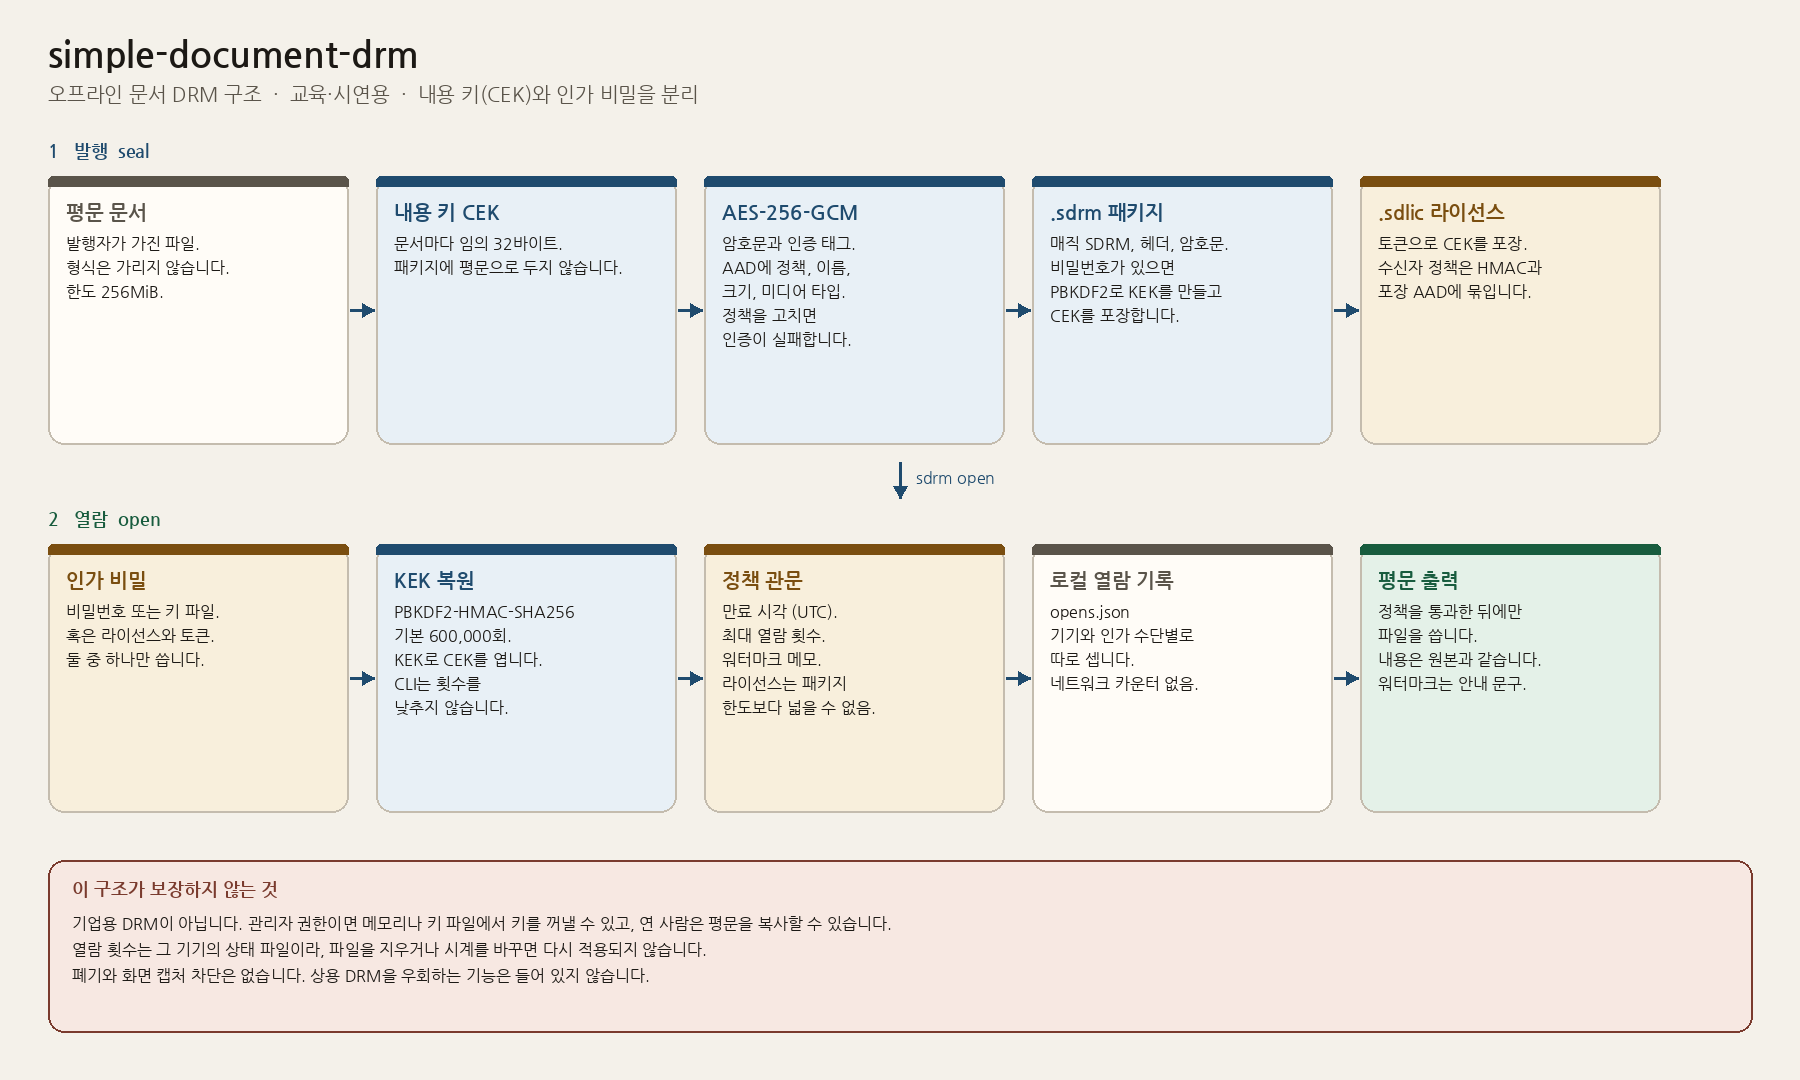 simple-document-drm
오프라인 문서 DRM 구조 · 교육·시연용 · 내용 키(CEK)와 인가 비밀을 분리
1 발행 seal
평문 문서
발행자가 가진 파일.
형식은 가리지 않습니다.
한도 256MiB.
내용 키 CEK
문서마다 임의 32바이트.
패키지에 평문으로 두지 않습니다.
AES-256-GCM
암호문과 인증 태그.
AAD에 정책, 이름,
크기, 미디어 타입.
정책을 고치면
인증이 실패합니다.
.sdrm 패키지
매직 SDRM, 헤더, 암호문.
비밀번호가 있으면
PBKDF2로 KEK를 만들고
CEK를 포장합니다.
.sdlic 라이선스
토큰으로 CEK를 포장.
수신자 정책은 HMAC과
포장 AAD에 묶입니다.
sdrm open
2 열람 open
인가 비밀
비밀번호 또는 키 파일.
혹은 라이선스와 토큰.
둘 중 하나만 씁니다.
KEK 복원
PBKDF2-HMAC-SHA256
기본 600,000회.
KEK로 CEK를 엽니다.
CLI는 횟수를
낮추지 않습니다.
정책 관문
만료 시각 (UTC).
최대 열람 횟수.
워터마크 메모.
라이선스는 패키지
한도보다 넓을 수 없음.
로컬 열람 기록
opens.json
기기와 인가 수단별로
따로 셉니다.
네트워크 카운터 없음.
평문 출력
정책을 통과한 뒤에만
파일을 씁니다.
내용은 원본과 같습니다.
워터마크는 안내 문구.
이 구조가 보장하지 않는 것
기업용 DRM이 아닙니다. 관리자 권한이면 메모리나 키 파일에서 키를 꺼낼 수 있고, 연 사람은 평문을 복사할 수 있습니다.
열람 횟수는 그 기기의 상태 파일이라, 파일을 지우거나 시계를 바꾸면 다시 적용되지 않습니다.
폐기와 화면 캡처 차단은 없습니다. 상용 DRM을 우회하는 기능은 들어 있지 않습니다.